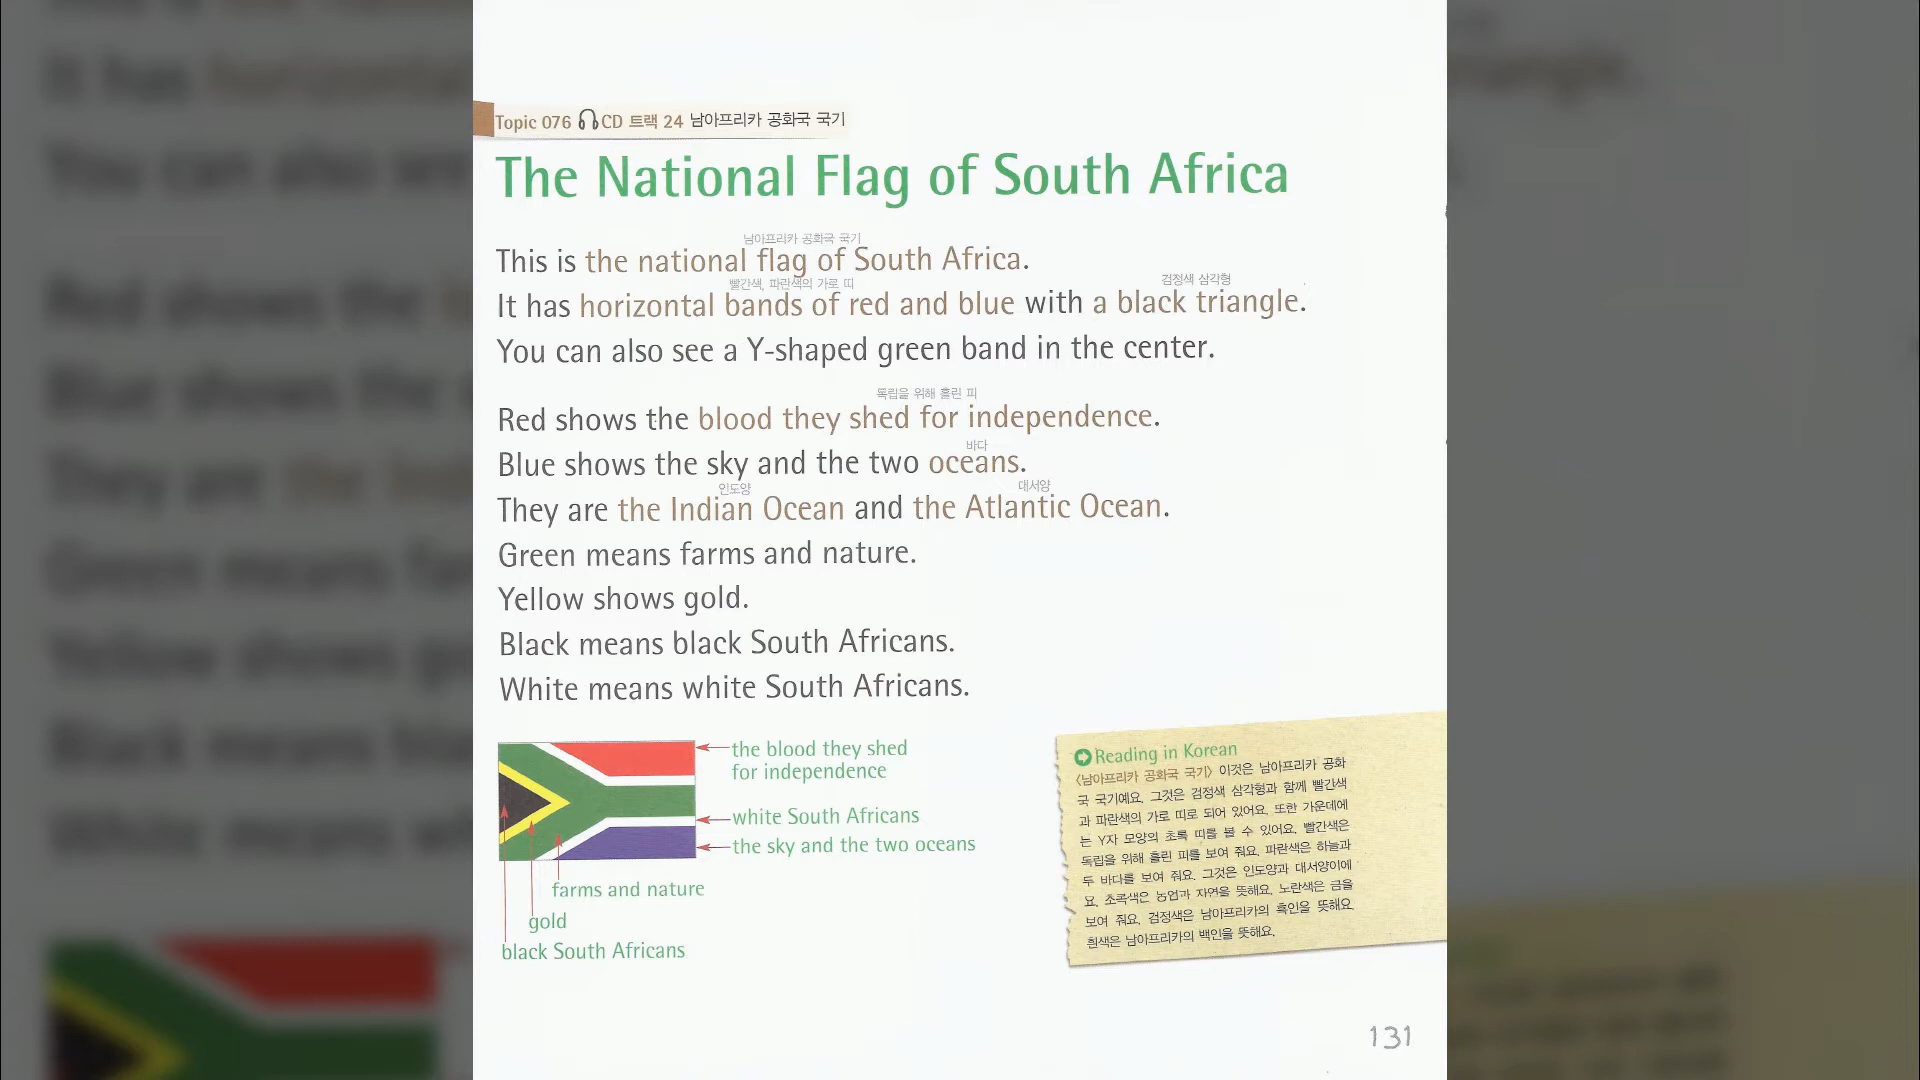 Topic 076 CD 트랙 24 남아프리카 공화국 국기
The National Flag of South Africa
남아프리카 공화국 국기
This is the national flag of South Africa.
빨간색, 파란색의 가로 띠 검정색 삼각형
It has horizontal bands of red and blue with a black triangle.
You can also see a Y-shaped green band in the center.
독립을 위해 흘린 피
Red shows the blood they shed for independence.
바다
Blue shows the sky and the two oceans.
인도양 대서양
They are the Indian Ocean and the Atlantic Ocean.
Green means farms and nature.
Yellow shows gold.
Black means black South Africans.
White means white South Africans.
the blood they shed
for independence
white South Africans
the sky and the two oceans
farms and nature
gold
black South Africans
Reading in Korean
〈남아프리카 공화국 국기〉 이것은 남아프리카 공화
국 국기예요. 그것은 검정색 삼각형과 함께 빨간색
과 파란색의 가로 띠로 되어 있어요. 또한 가운데에
는 Y자 모양의 초록 띠를 볼 수 있어요. 빨간색은
독립을 위해 흘린 피를 보여 줘요. 파란색은 하늘과
두 바다를 보여 줘요. 그것은 인도양과 대서양이에
요. 초록색은 농업과 자연을 뜻해요. 노란색은 금을
보여 줘요. 검정색은 남아프리카의 흑인을 뜻해요.
흰색은 남아프리카의 백인을 뜻해요.
131